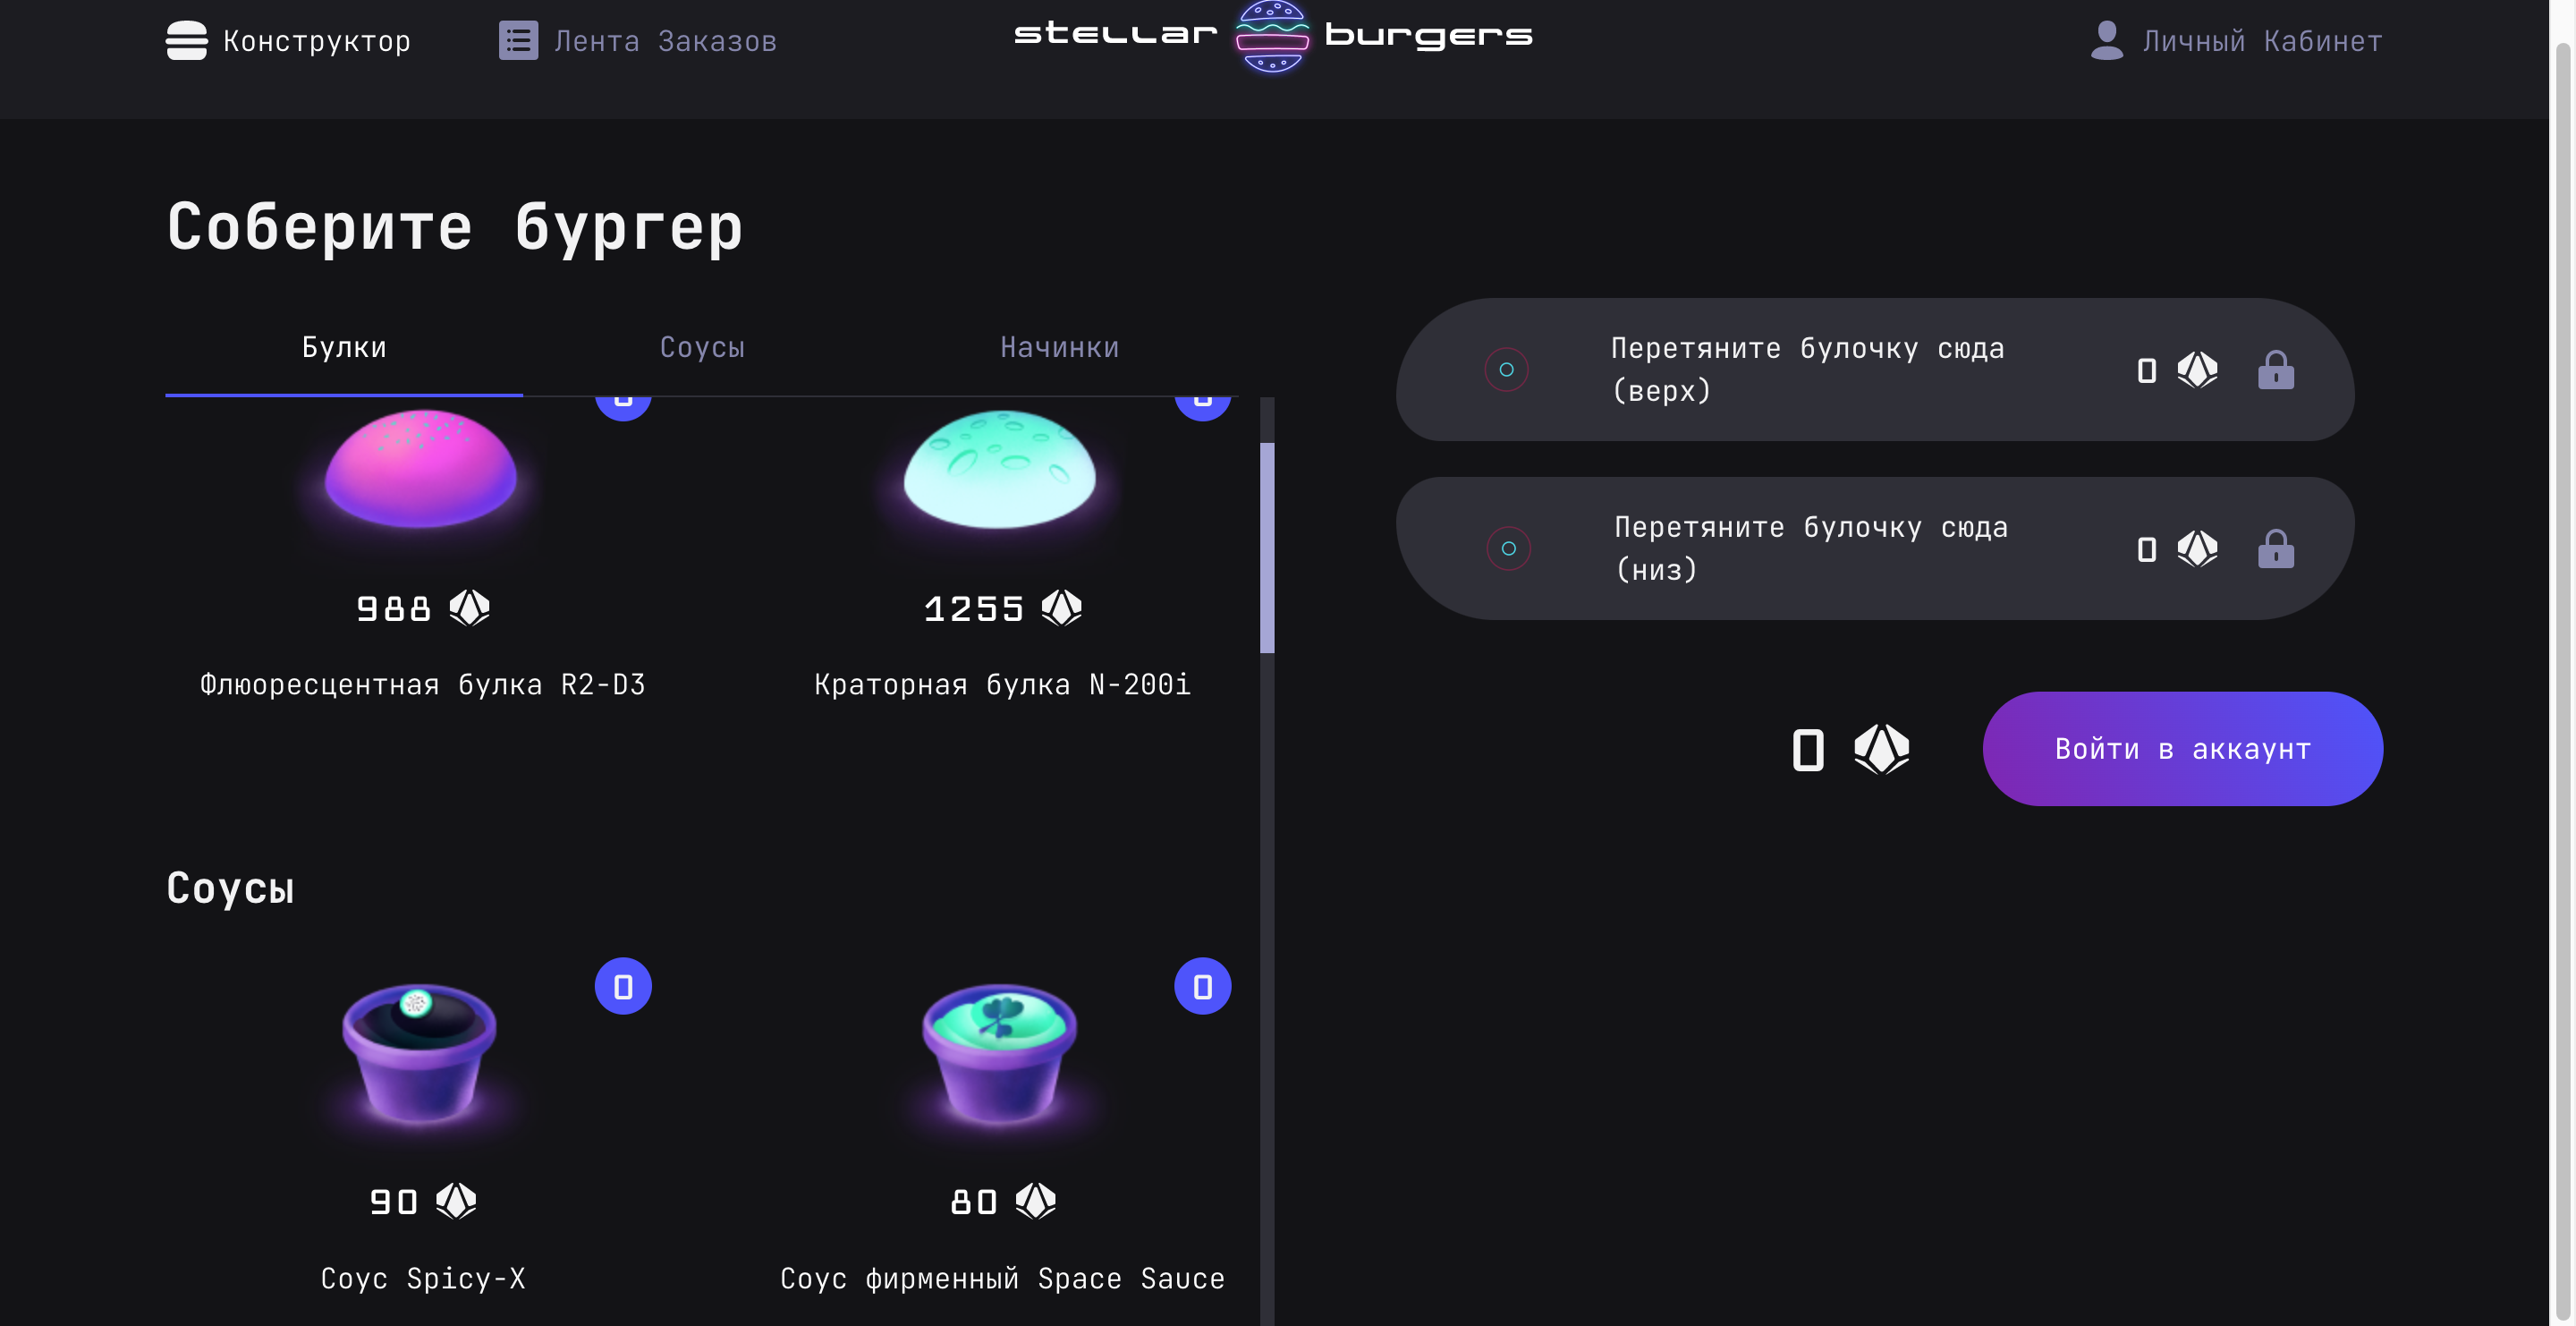 Конструктор
Лента Заказов
stellar burgers
Личный Кабинет
Соберите бургер
Булки
Соусы
Начинки
988
Флюоресцентная булка R2-D3
1255
Краторная булка N-200i
Соусы
0
90
Соус Spicy-X
0
80
Соус фирменный Space Sauce
Перетяните булочку сюда
(верх)
0
Перетяните булочку сюда
(низ)
0
0
Войти в аккаунт